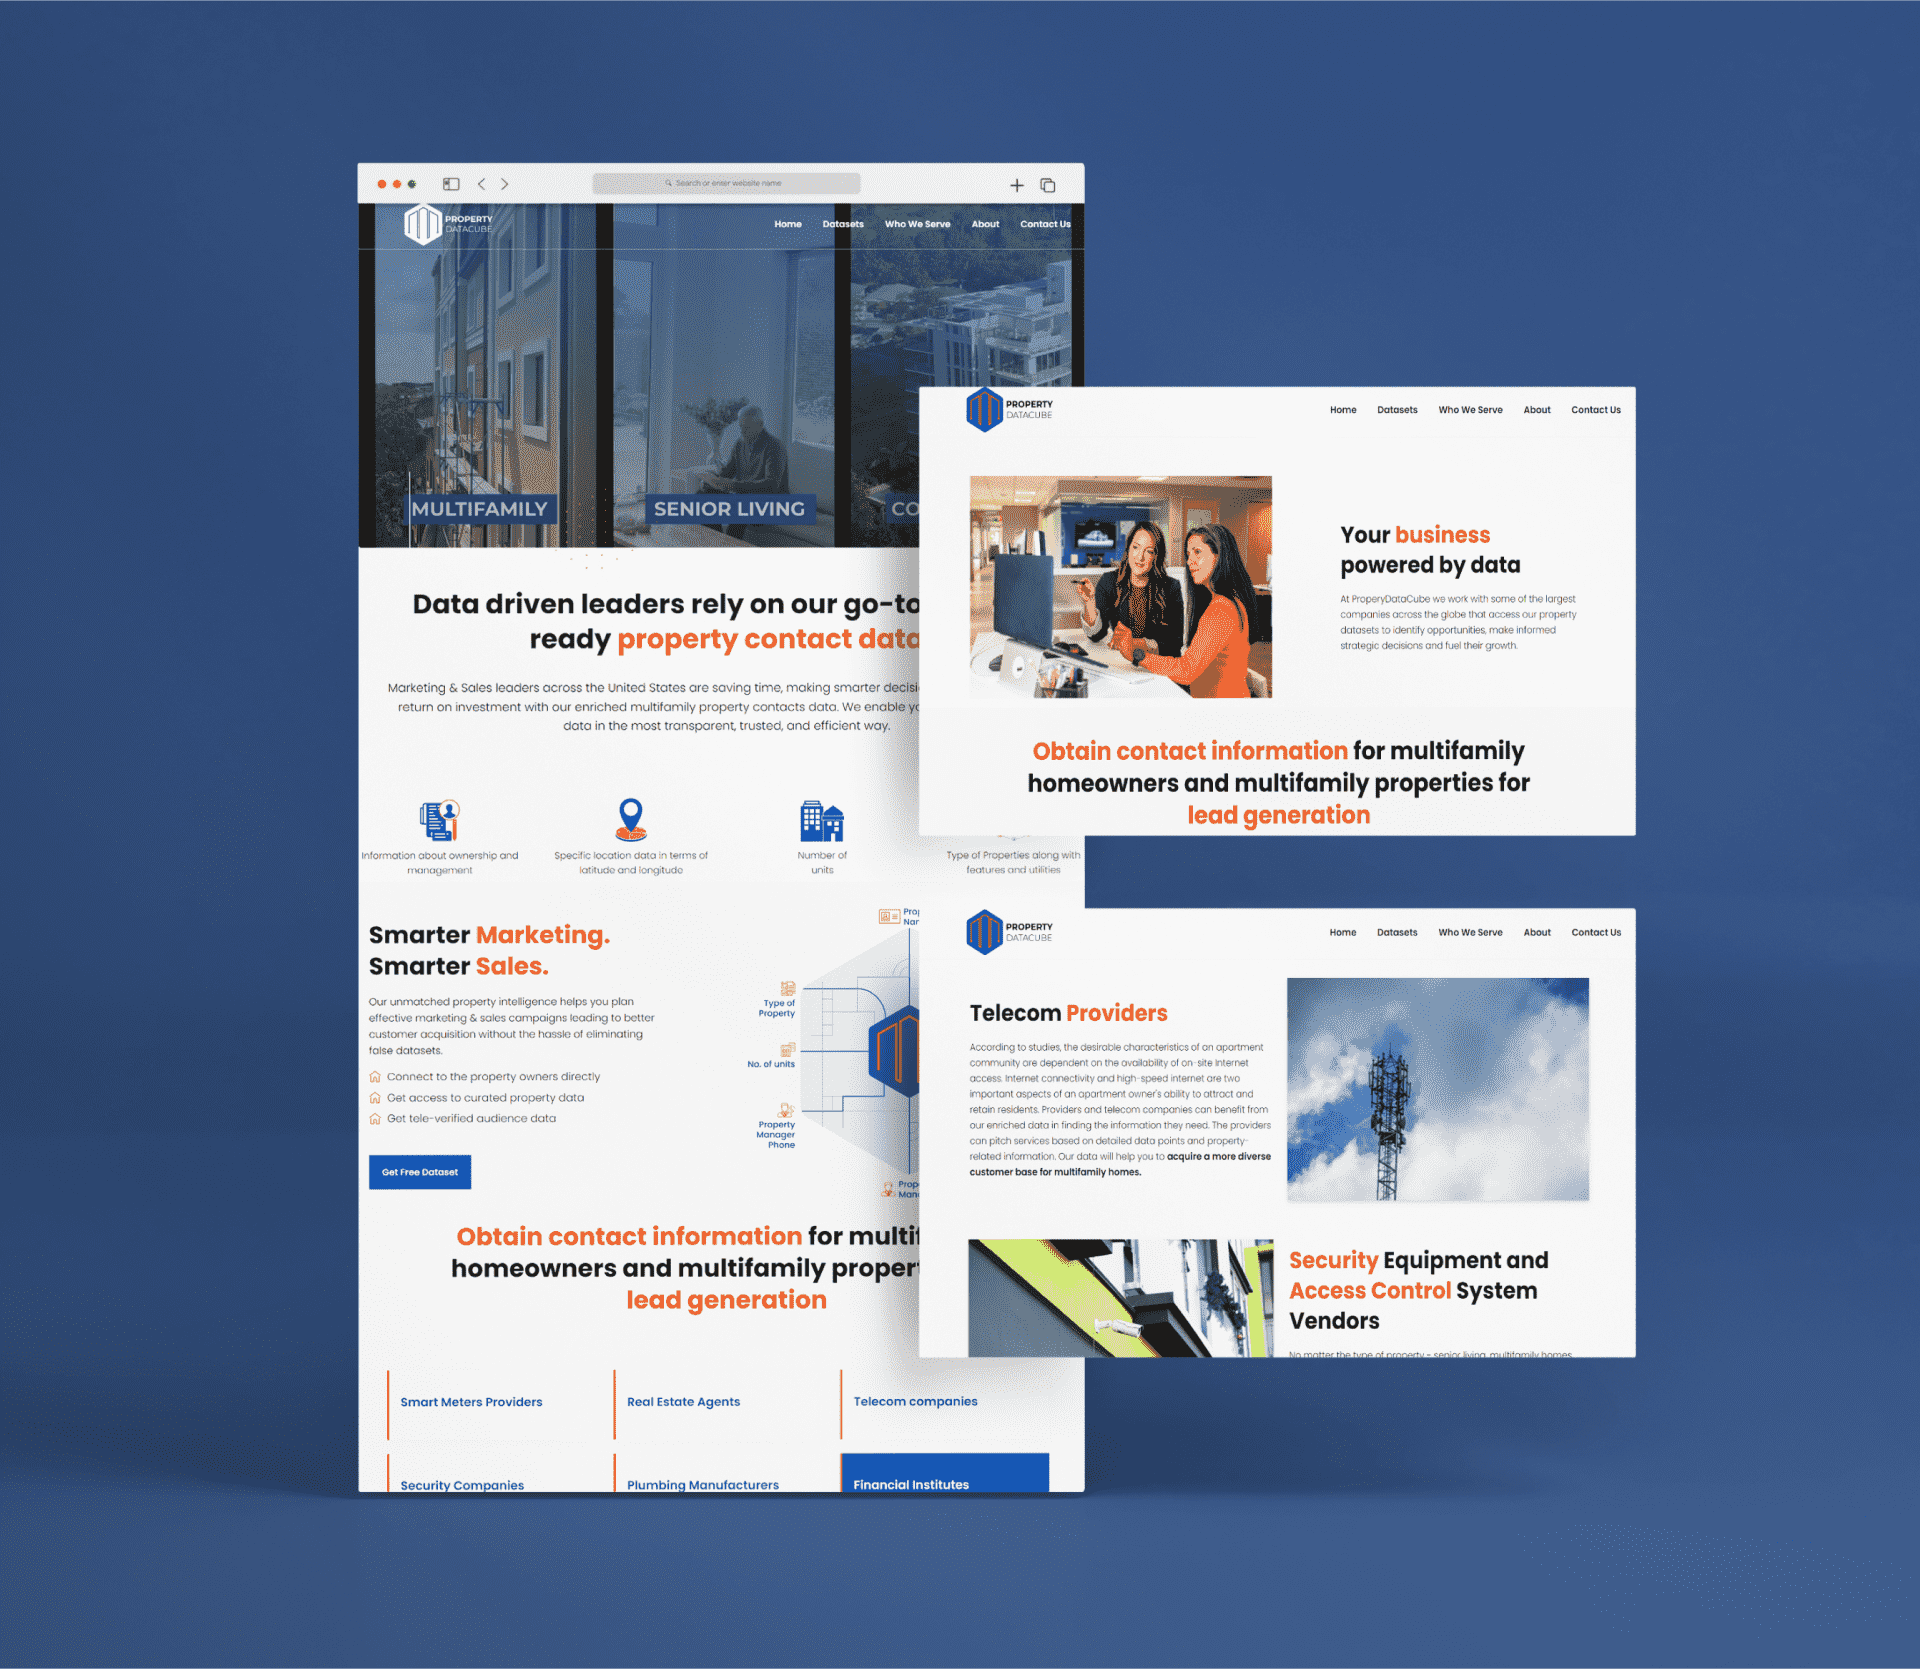 Search or enter website name
PROPERTY
DATACUBE
Home Datasets Who We Serve About Contact Us
MULTIFAMILY
SENIOR LIVING
CO
Data driven leaders rely on our go-to
ready property contact data
Marketing & Sales leaders across the United States are saving time, making smarter decisi
return on investment with our enriched multifamily property contacts data. We enable yo
data in the most transparent, trusted, and efficient way.
Information about ownership and
management
Specific location data in terms of
latitude and longitude
Number of
units
Type of Properties along with
features and utilities
Smarter Marketing.
Smarter Sales.
Our unmatched property intelligence helps you plan
effective marketing & sales campaigns leading to better
customer acquisition without the hassle of eliminating
false datasets.
Connect to the property owners directly
Get access to curated property data
Get tele-verified audience data
Get Free Dataset
Prop
Nar
Type of
Property
No. of units
Property
Manager
Phone
Prop
Man
Obtain contact information for multif
homeowners and multifamily proper
lead generation
Smart Meters Providers
Real Estate Agents
Telecom companies
Security Companies
Plumbing Manufacturers
Financial Institutes
PROPERTY
DATACUBE
Home Datasets Who We Serve About Contact Us
Your business
powered by data
At ProperyDataCube we work with some of the largest
companies across the globe that access our property
datasets to identify opportunities, make informed
strategic decisions and fuel their growth.
Obtain contact information for multifamily
homeowners and multifamily properties for
lead generation
PROPERTY
DATACUBE
Home Datasets Who We Serve About Contact Us
Telecom Providers
According to studies, the desirable characteristics of an apartment
community are dependent on the availability of on-site Internet
access. Internet connectivity and high-speed internet are two
important aspects of an apartment owner's ability to attract and
retain residents. Providers and telecom companies can benefit from
our enriched data in finding the information they need. The providers
can pitch services based on detailed data points and property-
related information. Our data will help you to acquire a more diverse
customer base for multifamily homes.
Security Equipment and
Access Control System
Vendors
No matter the type of property - senior living, multifamily homes,